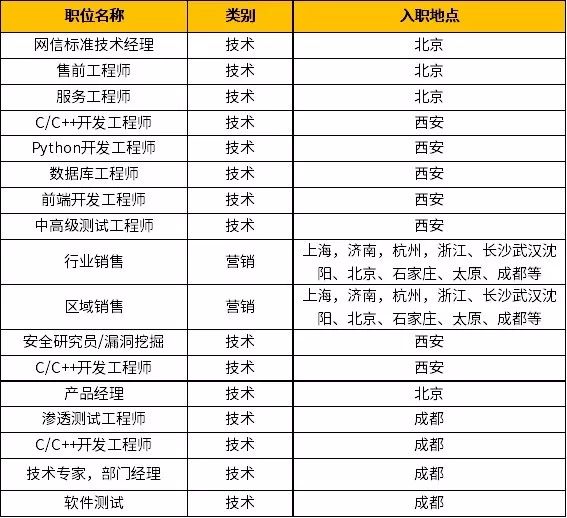 职位名称 类别 入职地点
网信标准技术经理 技术 北京
售前工程师 技术 北京
服务工程师 技术 北京
C/C++开发工程师 技术 西安
Python开发工程师 技术 西安
数据库工程师 技术 西安
前端开发工程师 技术 西安
中高级测试工程师 技术 西安
行业销售 营销 上海，济南，杭州，浙江、长沙武汉沈
阳、北京、石家庄、太原、成都等
区域销售 营销 上海，济南，杭州，浙江、长沙武汉沈
阳、北京、石家庄、太原、成都等
安全研究员/漏洞挖掘 技术 西安
C/C++开发工程师 技术 西安
产品经理 技术 北京
渗透测试工程师 技术 成都
C/C++开发工程师 技术 成都
技术专家，部门经理 技术 成都
软件测试 技术 成都